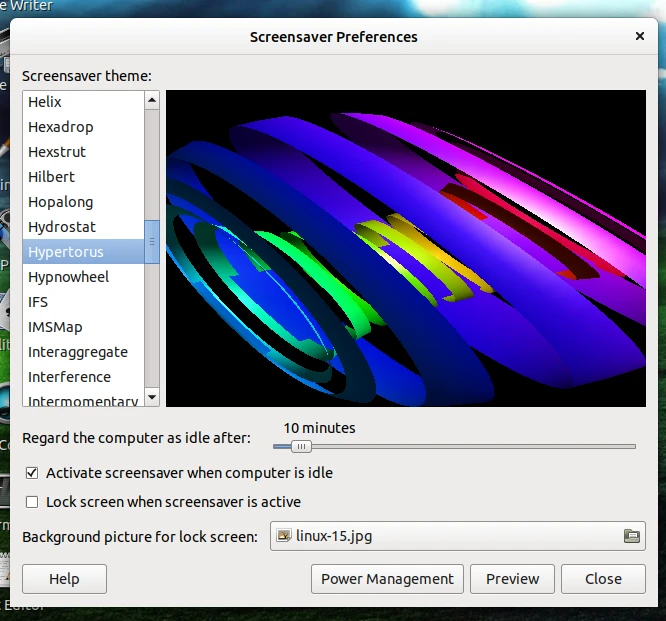 e Writer
Screensaver Preferences
Screensaver theme:
Helix
Hexadrop
Hexstrut
Hilbert
Hopalong
Hydrostat
Hypertorus
Hypnowheel
IFS
IMSMap
Interaggregate
Interference
Intermomentary
Regard the computer as idle after:
10 minutes
Activate screensaver when computer is idle
Lock screen when screensaver is active
Background picture for lock screen:
linux-15.jpg
Help
Power Management
Preview
Close
t Editor